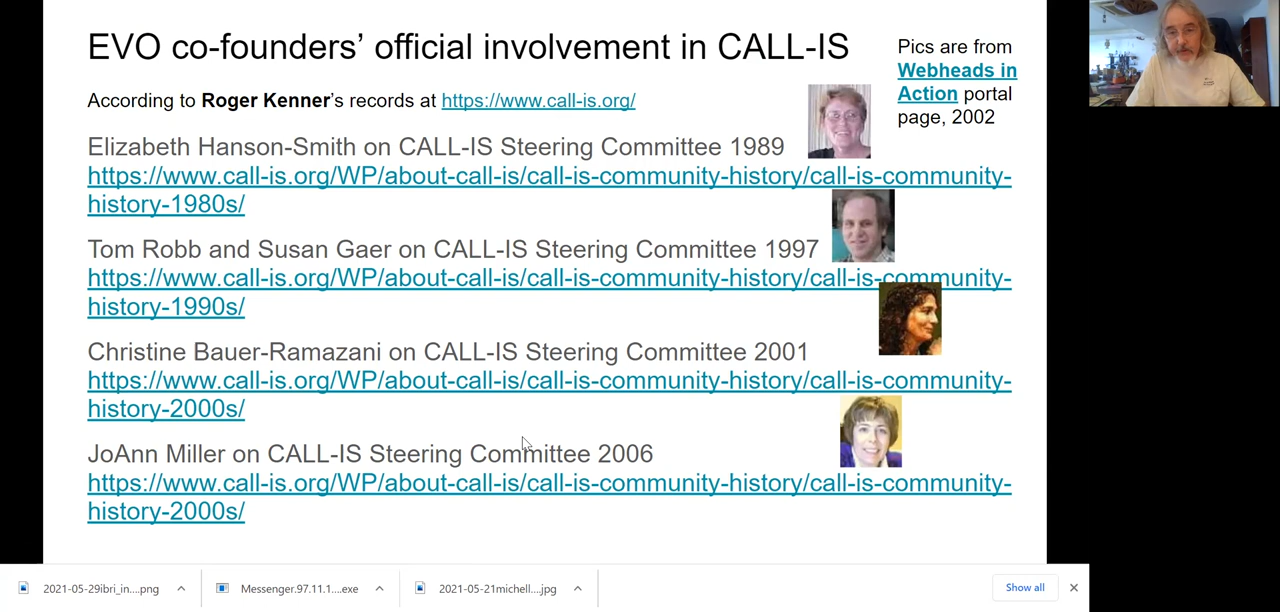 EVO co-founders’ official involvement in CALL-IS
Pics are from
Webheads in
Action portal
page, 2002
According to Roger Kenner’s records at https://www.call-is.org/
Elizabeth Hanson-Smith on CALL-IS Steering Committee 1989
https://www.call-is.org/WP/about-call-is/call-is-community-history/call-is-community-
history-1980s/
Tom Robb and Susan Gaer on CALL-IS Steering Committee 1997
https://www.call-is.org/WP/about-call-is/call-is-community-history/call-is-community-
history-1990s/
Christine Bauer-Ramazani on CALL-IS Steering Committee 2001
https://www.call-is.org/WP/about-call-is/call-is-community-history/call-is-community-
history-2000s/
JoAnn Miller on CALL-IS Steering Committee 2006
https://www.call-is.org/WP/about-call-is/call-is-community-history/call-is-community-
history-2000s/
2021-05-29ibri_in....png
Messenger.97.11.1....exe
2021-05-21michell....jpg
Show all